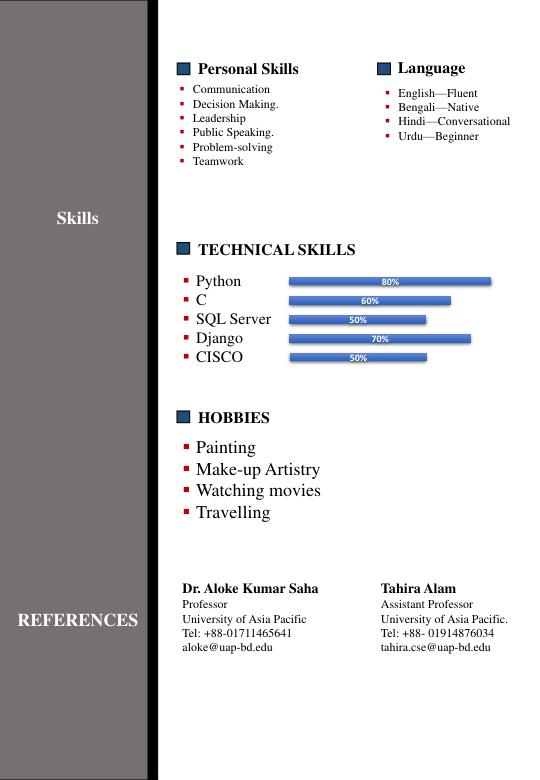 Personal Skills
Communication
Decision Making.
Leadership
Public Speaking.
Problem-solving
Teamwork
Language
English—Fluent
Bengali—Native
Hindi—Conversational
Urdu—Beginner
Skills
TECHNICAL SKILLS
Python 80%
C 60%
SQL Server 50%
Django 70%
CISCO 50%
HOBBIES
Painting
Make-up Artistry
Watching movies
Travelling
REFERENCES
Dr. Aloke Kumar Saha
Professor
University of Asia Pacific
Tel: +88-01711465641
aloke@uap-bd.edu
Tahira Alam
Assistant Professor
University of Asia Pacific.
Tel: +88- 01914876034
tahira.cse@uap-bd.edu